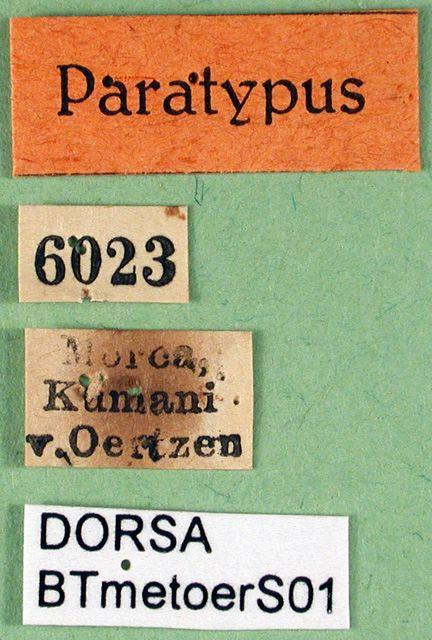 Paratypus
6023
Morea,
Kumani
v. Oertzen
DORSA
BTmetoerS01